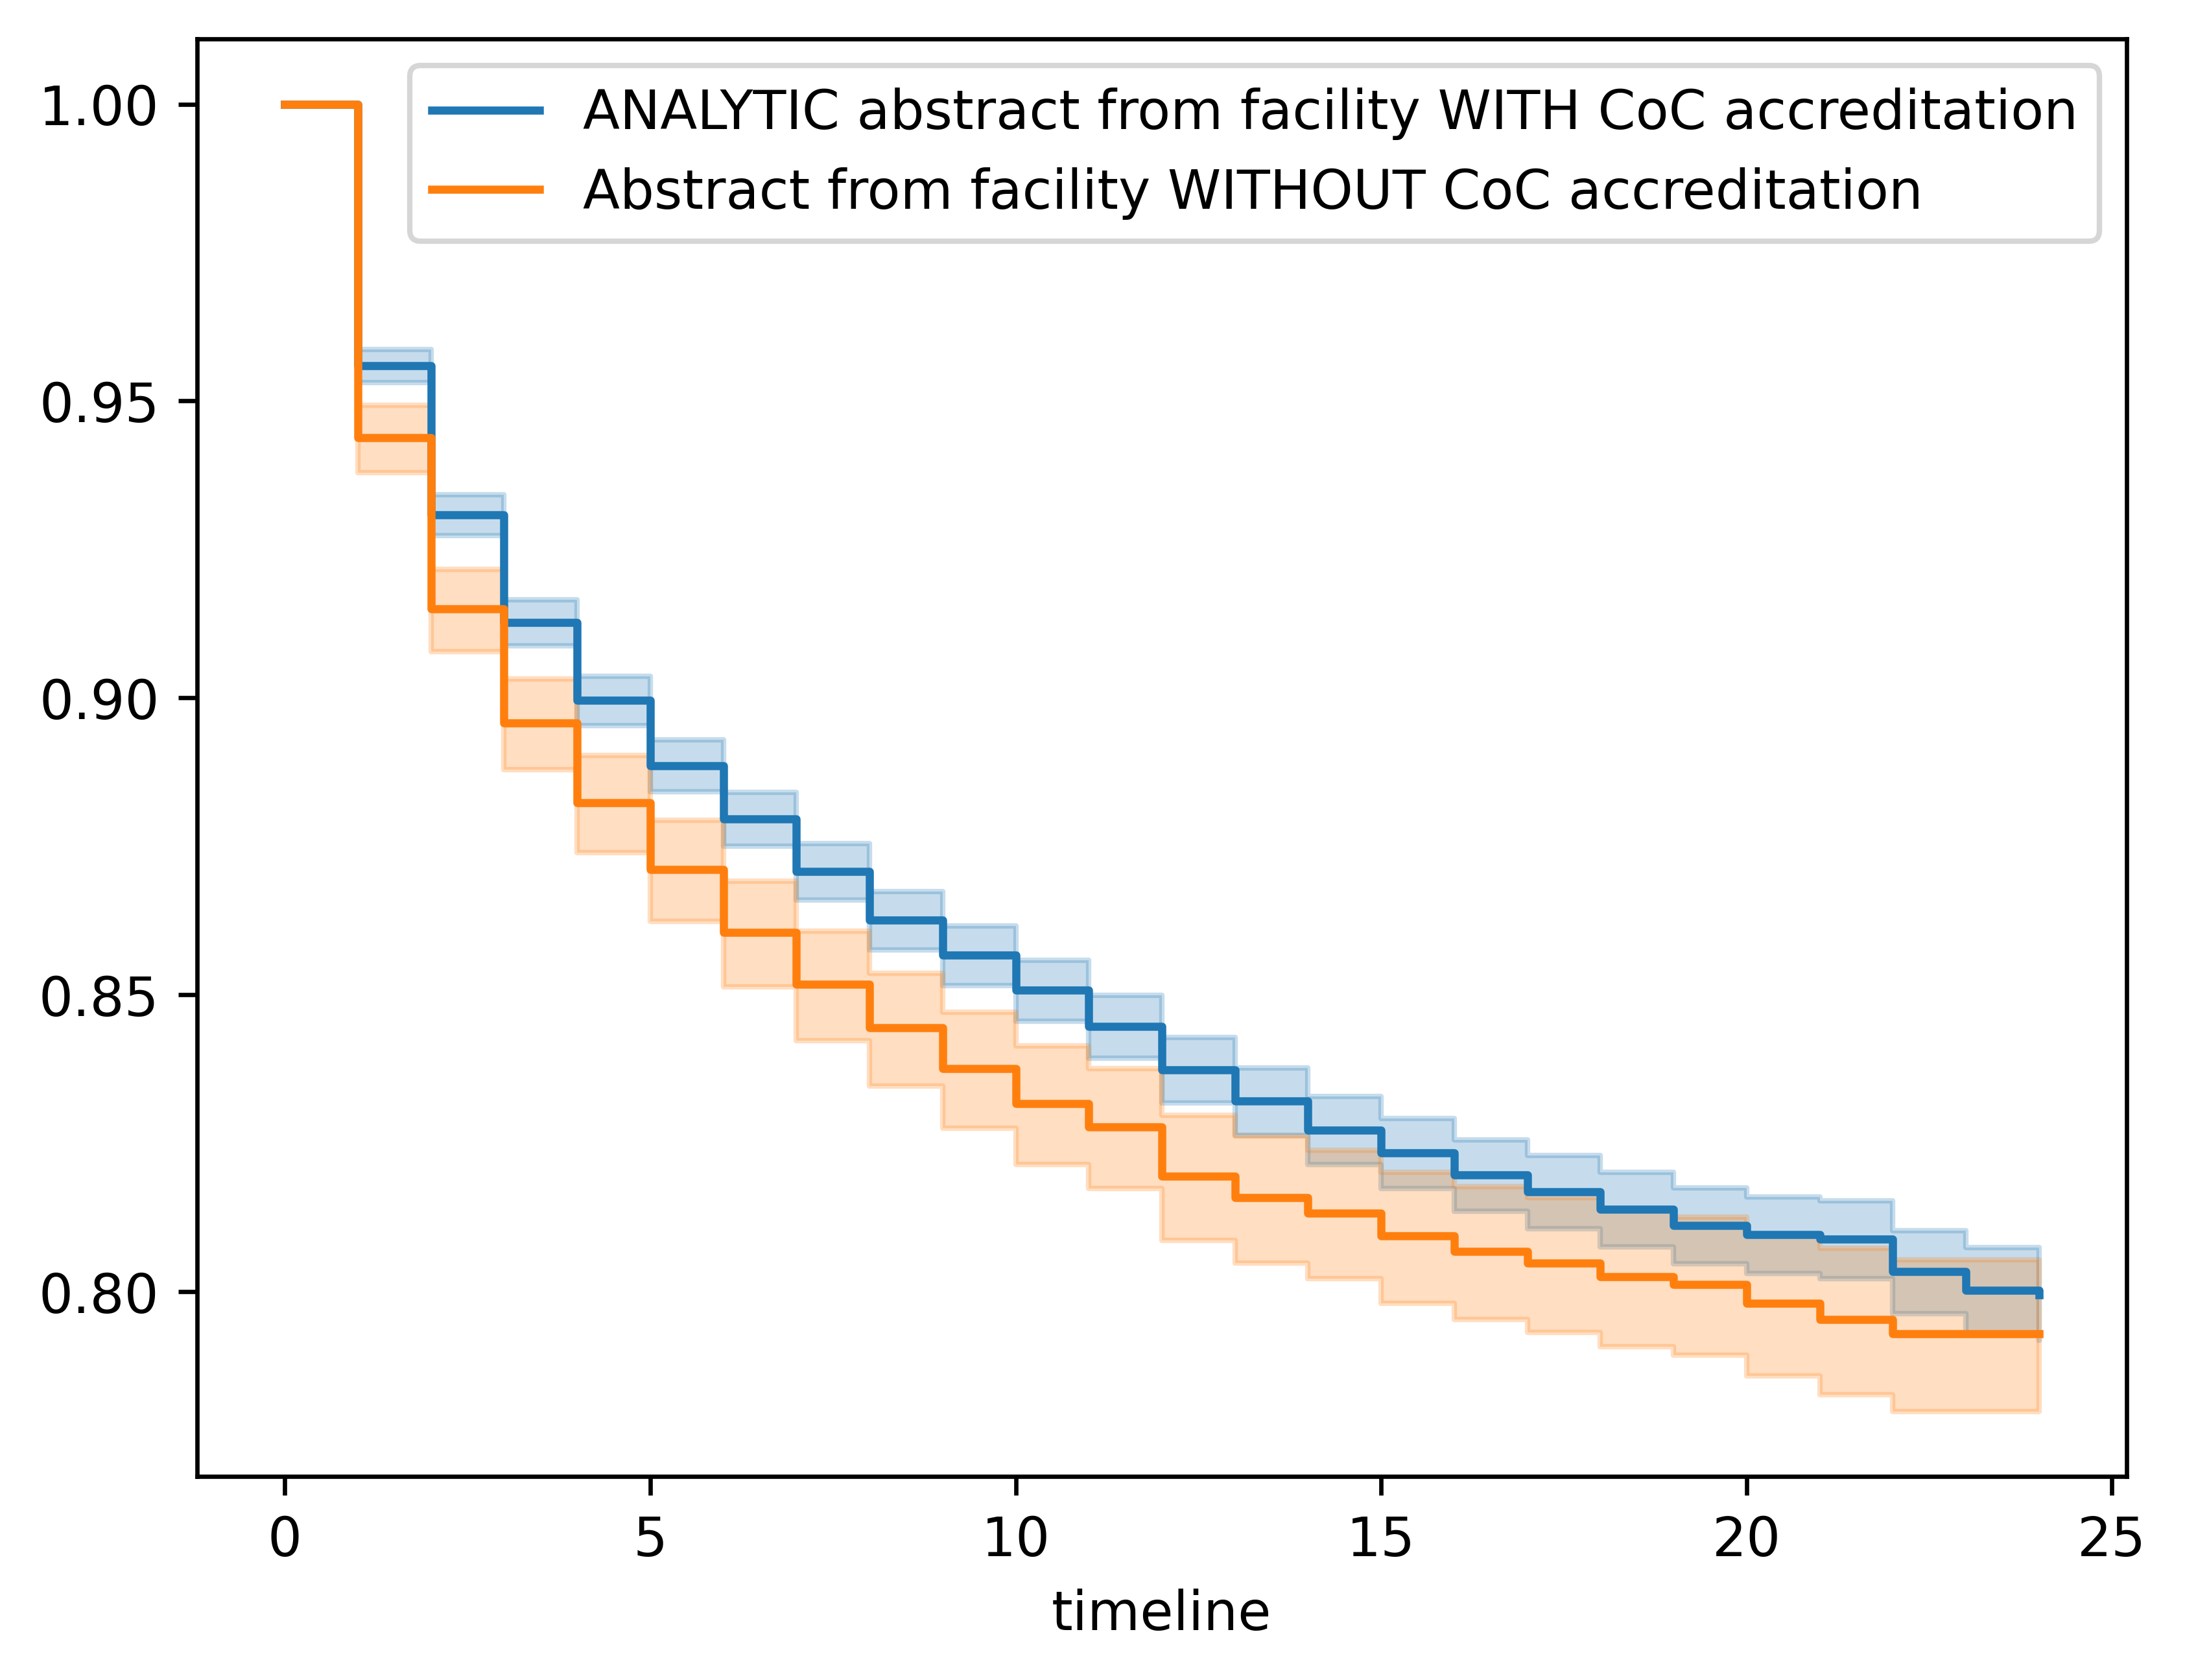 ANALYTIC abstract from facility WITH CoC accreditation
Abstract from facility WITHOUT CoC accreditation
1.00
0.95
0.90
0.85
0.80
0 5 10 15 20 25
timeline